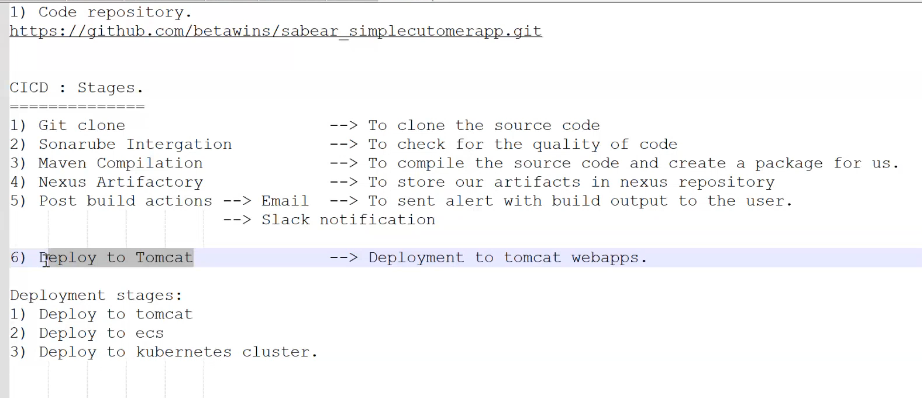 1) Code repository.
https://github.com/betawins/sabear_simplecutomerapp.git
CICD : Stages.
==============
1) Git clone --> To clone the source code
2) Sonarube Intergation --> To check for the quality of code
3) Maven Compilation --> To compile the source code and create a package for us.
4) Nexus Artifactory --> To store our artifacts in nexus repository
5) Post build actions --> Email --> To sent alert with build output to the user.
--> Slack notification
6) Deploy to Tomcat --> Deployment to tomcat webapps.
Deployment stages:
1) Deploy to tomcat
2) Deploy to ecs
3) Deploy to kubernetes cluster.